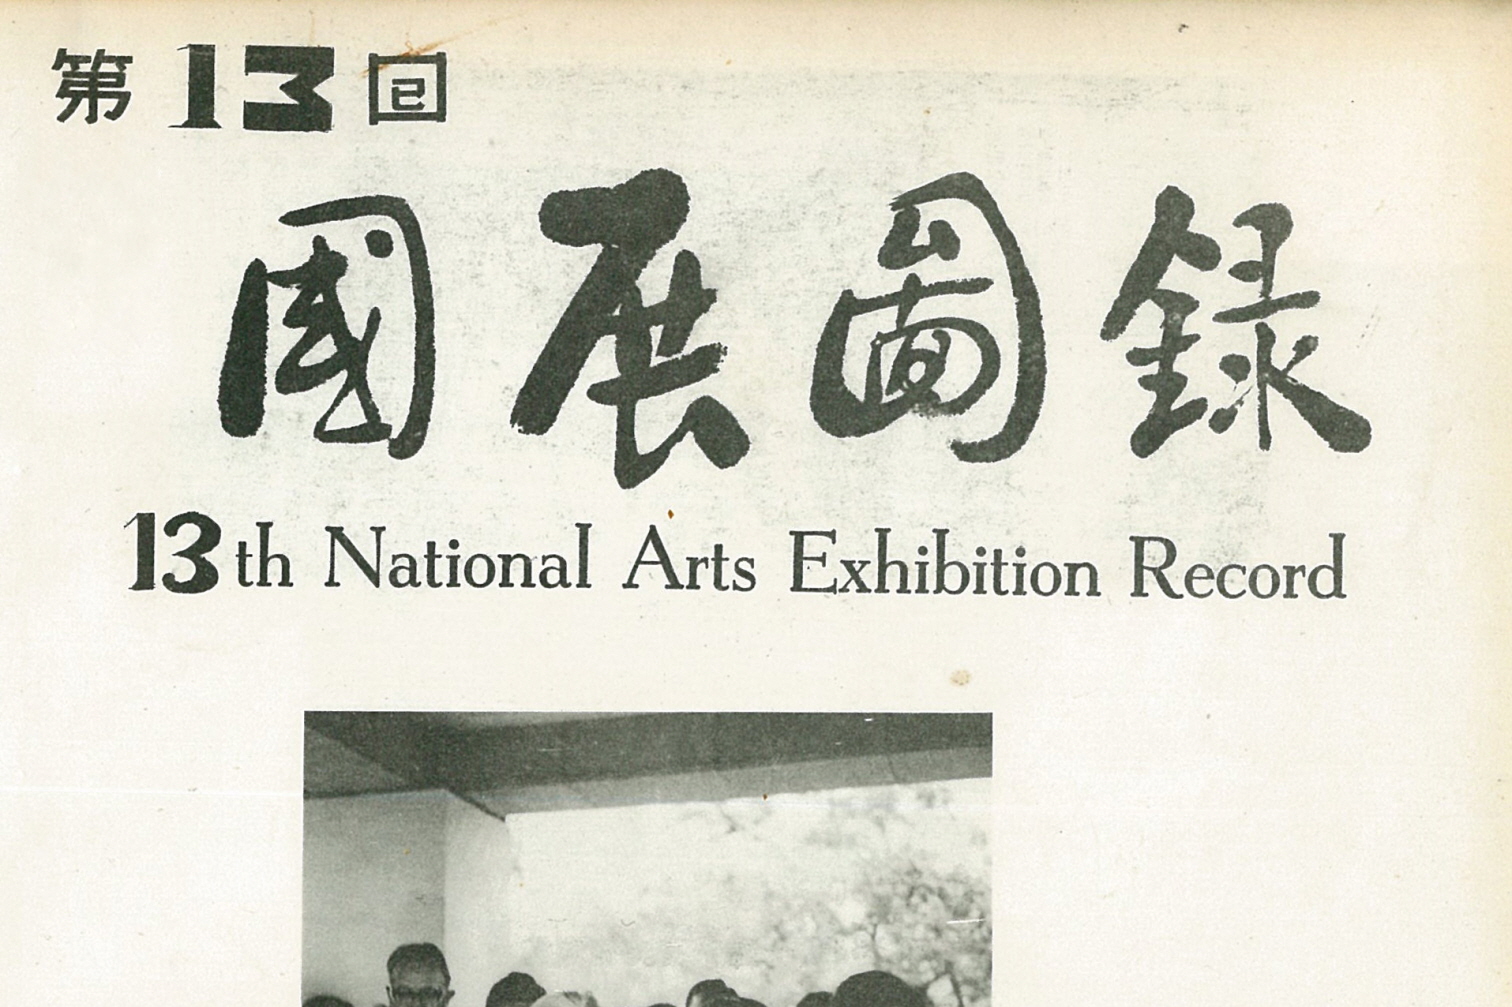 第13回
國展圖録
13th National Arts Exhibition Record